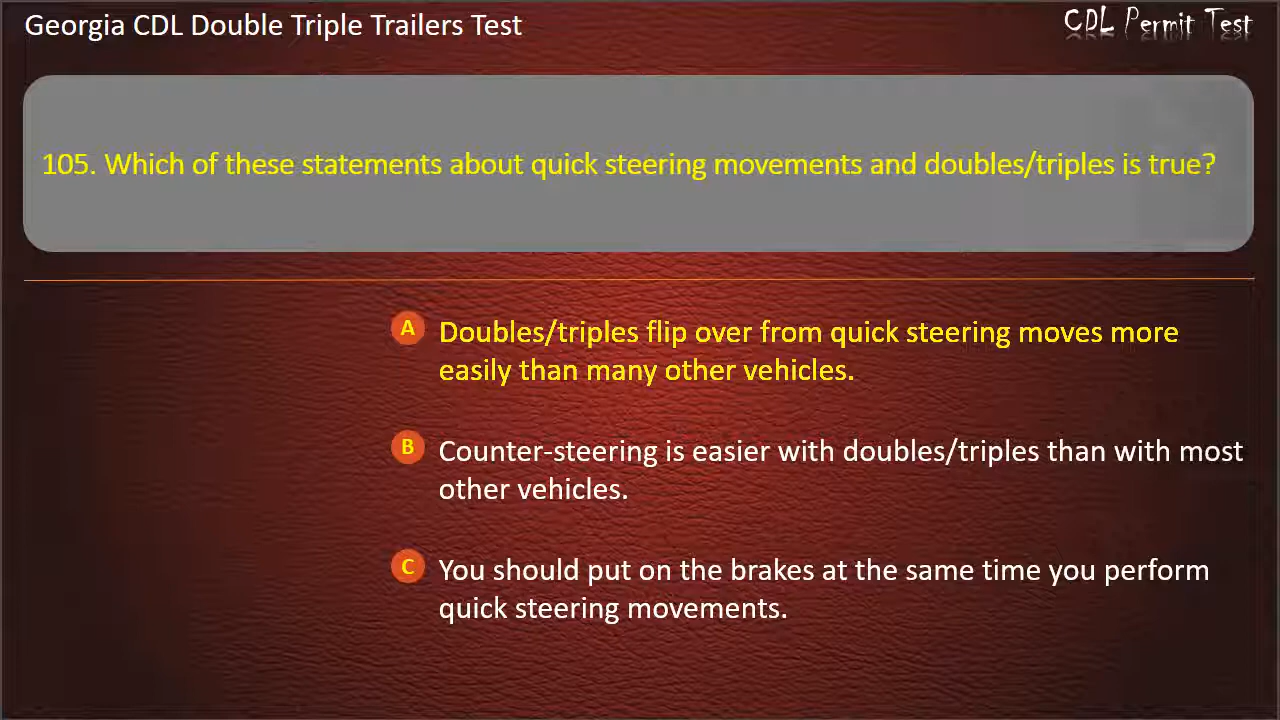 Georgia CDL Double Triple Trailers Test
CDL Permit Test
105. Which of these statements about quick steering movements and doubles/triples is true?
A Doubles/triples flip over from quick steering moves more
easily than many other vehicles.
B Counter-steering is easier with doubles/triples than with most
other vehicles.
C You should put on the brakes at the same time you perform
quick steering movements.